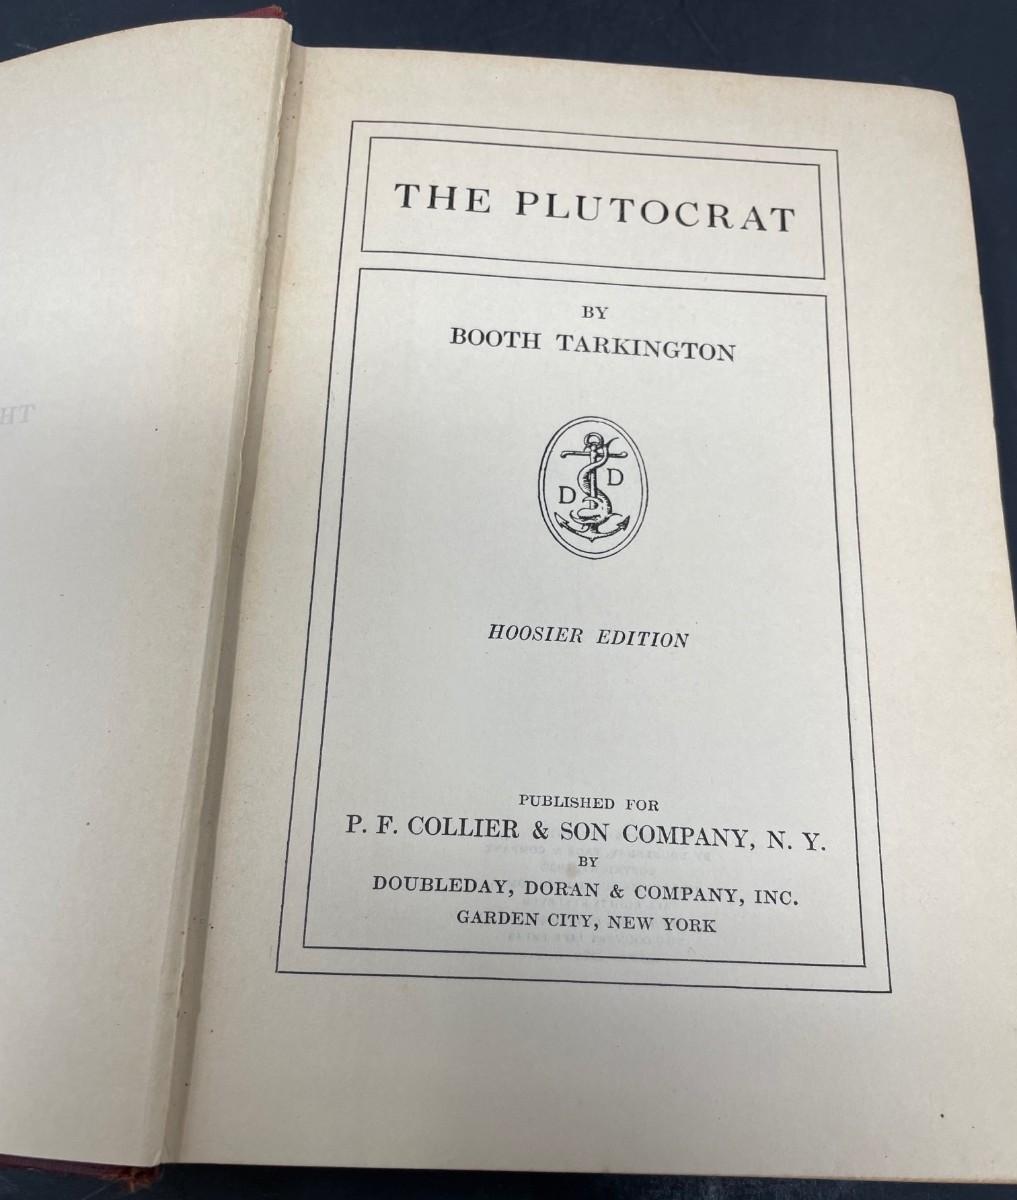 THE PLUTOCRAT
BY
BOOTH TARKINGTON
D D
HOOSIER EDITION
PUBLISHED FOR
P. F. COLLIER & SON COMPANY, N. Y.
BY
DOUBLEDAY, DORAN & COMPANY, INC.
GARDEN CITY, NEW YORK